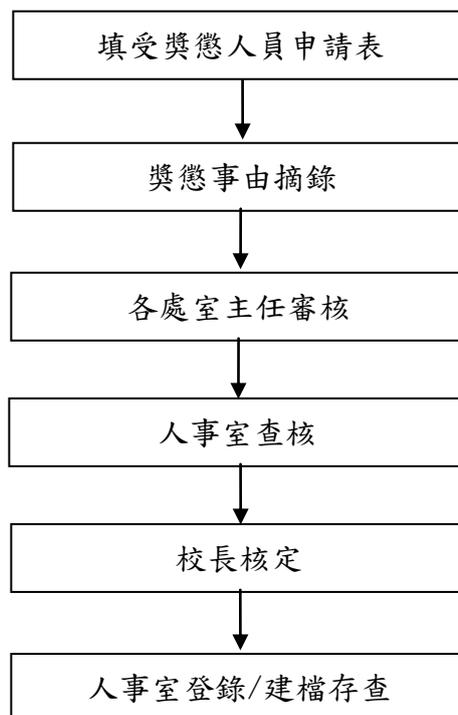 填受獎懲人員申請表
獎懲事由摘錄
各處室主任審核
人事室查核
校長核定
人事室登錄/建檔存查